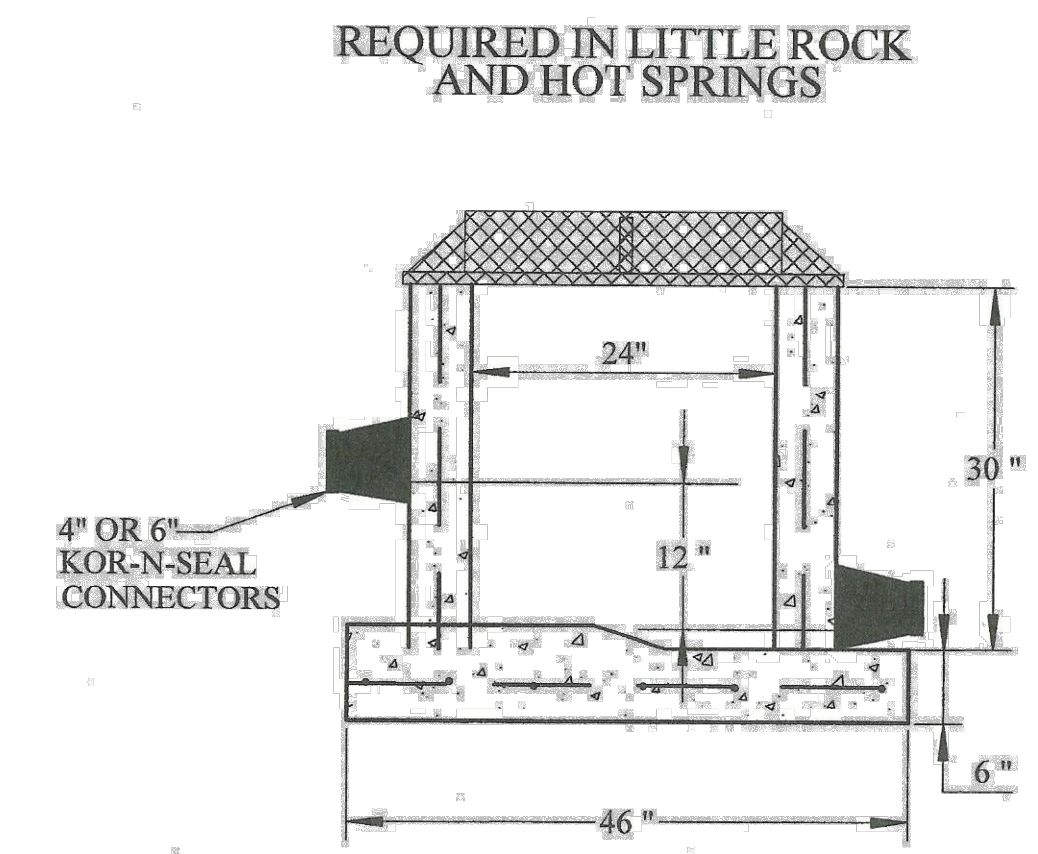 REQUIRED IN LITTLE ROCK
AND HOT SPRINGS
24"
30 "
4" OR 6"
KOR-N-SEAL
CONNECTORS
12 "
6 "
46 "